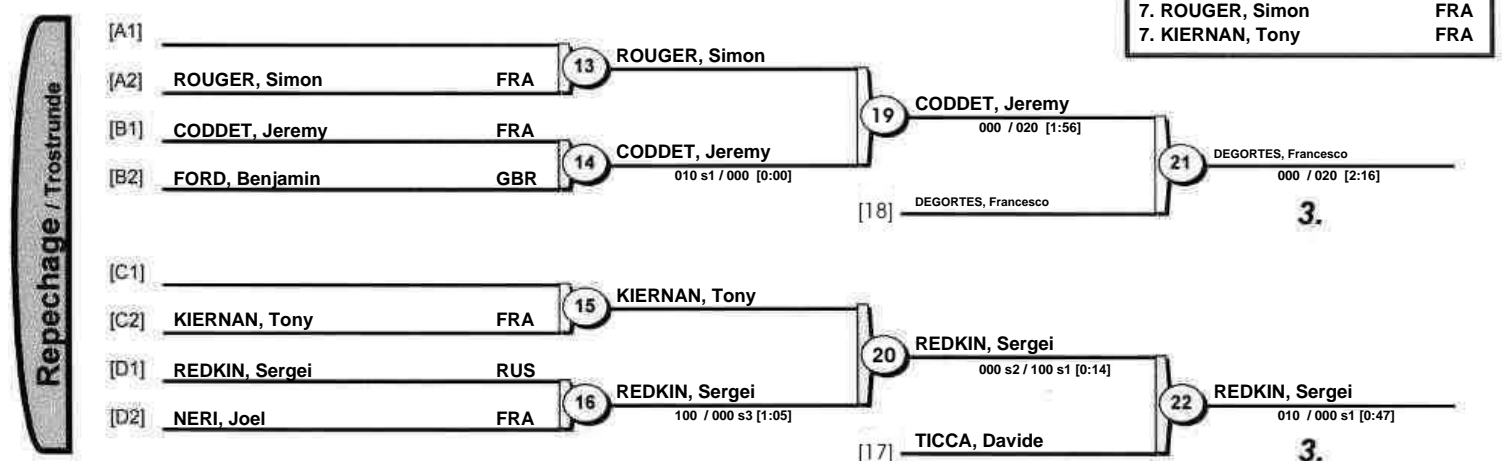 7. ROUGER, Simon FRA
7. KIERNAN, Tony FRA
Repechage / Trostrunde
[A1]
[A2] ROUGER, Simon FRA
13 ROUGER, Simon
[B1] CODDET, Jeremy FRA
[B2] FORD, Benjamin GBR
14 CODDET, Jeremy
010 s1 / 000 [0:00]
19 CODDET, Jeremy
000 / 020 [1:56]
[18] DEGORTES, Francesco
21 DEGORTES, Francesco
000 / 020 [2:16]
3.
[C1]
[C2] KIERNAN, Tony FRA
15 KIERNAN, Tony
[D1] REDKIN, Sergei RUS
[D2] NERI, Joel FRA
16 REDKIN, Sergei
100 / 000 s3 [1:05]
20 REDKIN, Sergei
000 s2 / 100 s1 [0:14]
[17] TICCA, Davide
22 REDKIN, Sergei
010 / 000 s1 [0:47]
3.